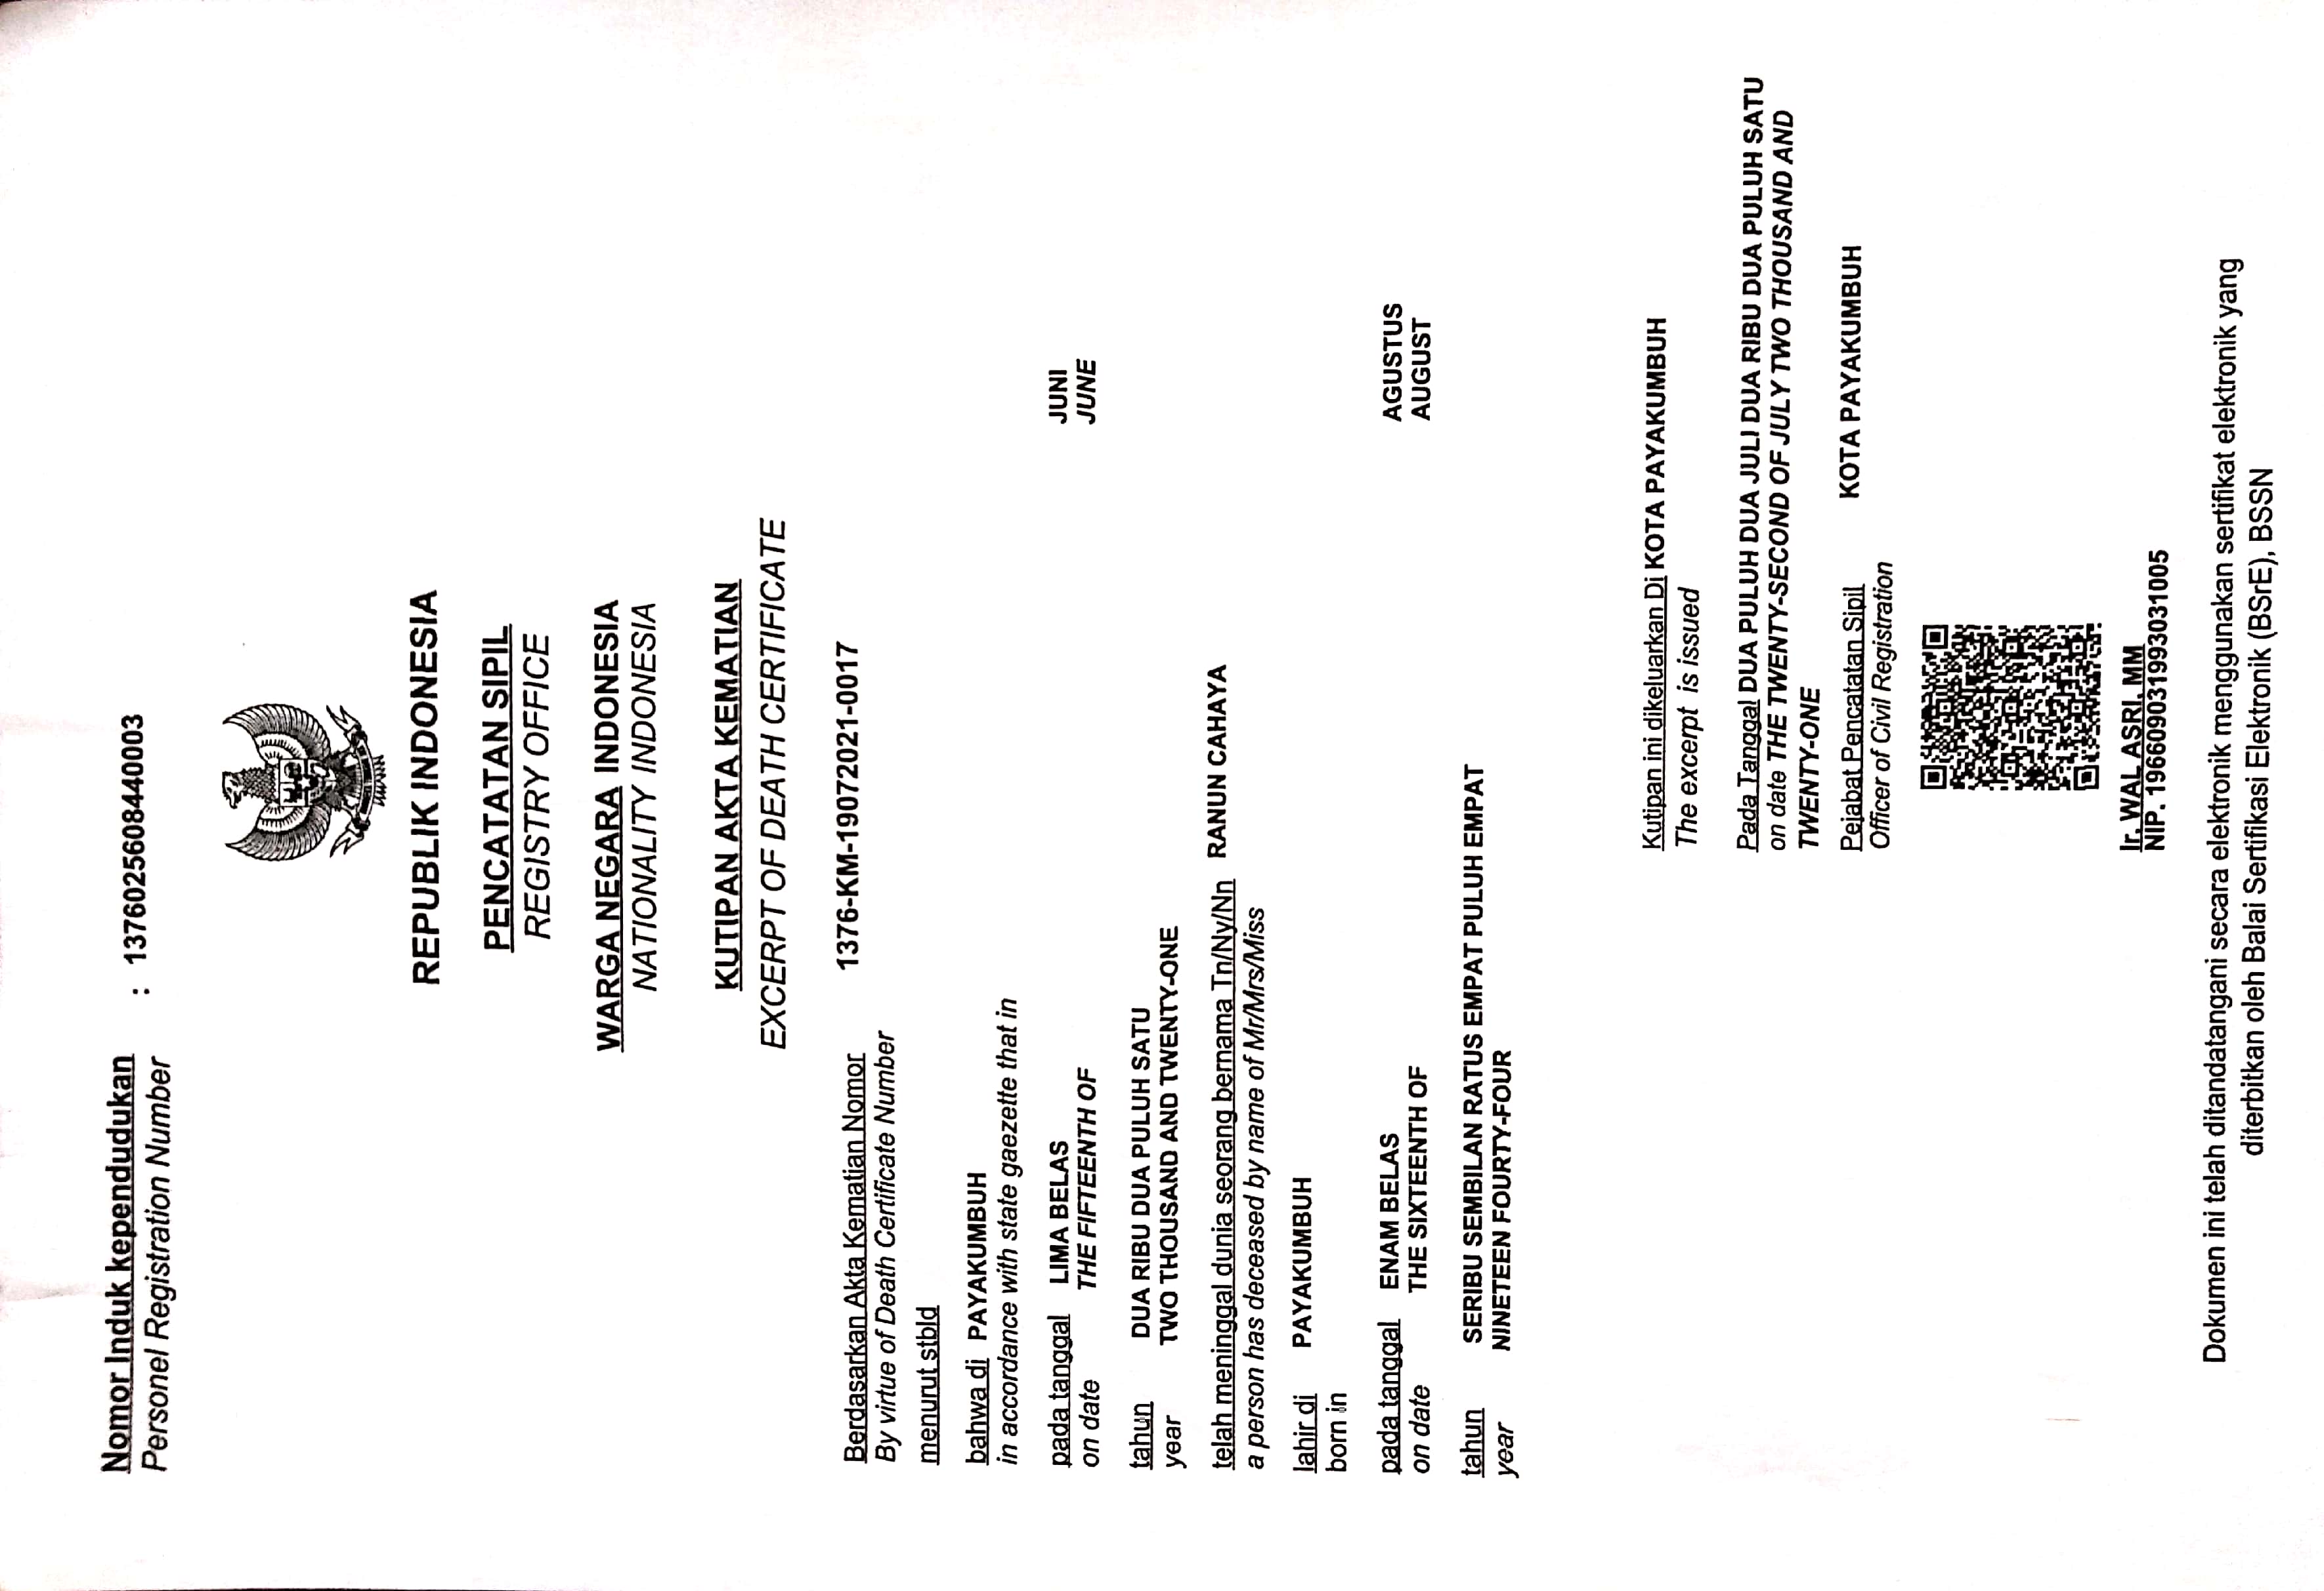 Nomor Induk kependudukan : 1376025608440003
Personel Registration Number
REPUBLIK INDONESIA
PENCATATAN SIPIL
REGISTRY OFFICE
WARGA NEGARA INDONESIA
NATIONALITY INDONESIA
KUTIPAN AKTA KEMATIAN
EXCERPT OF DEATH CERTIFICATE
Berdasarkan Akta Kematian Nomor 1376-KM-19072021-0017
By virtue of Death Certificate Number
menurut stbld
bahwa di PAYAKUMBUH
in accordance with state gaezette that in
pada tanggal LIMA BELAS JUNI
on date THE FIFTEENTH OF JUNE
tahun DUA RIBU DUA PULUH SATU
year TWO THOUSAND AND TWENTY-ONE
telah meninggal dunia seorang bernama Tn/Ny/Nn RANUN CAHAYA
a person has deceased by name of Mr/Mrs/Miss
lahir di PAYAKUMBUH
born in
pada tanggal ENAM BELAS AGUSTUS
on date THE SIXTEENTH OF AUGUST
tahun SERIBU SEMBILAN RATUS EMPAT PULUH EMPAT
year NINETEEN FOURTY-FOUR
Kutipan ini dikeluarkan Di KOTA PAYAKUMBUH
The excerpt is issued
Pada Tanggal DUA PULUH DUA JULI DUA RIBU DUA PULUH SATU
on date THE TWENTY-SECOND OF JULY TWO THOUSAND AND
TWENTY-ONE
Pejabat Pencatatan Sipil KOTA PAYAKUMBUH
Officer of Civil Registration
Ir. WAL ASRI, MM
NIP. 196609031993031005
Dokumen ini telah ditandatangani secara elektronik menggunakan sertifikat elektronik yang
diterbitkan oleh Balai Sertifikasi Elektronik (BSrE), BSSN